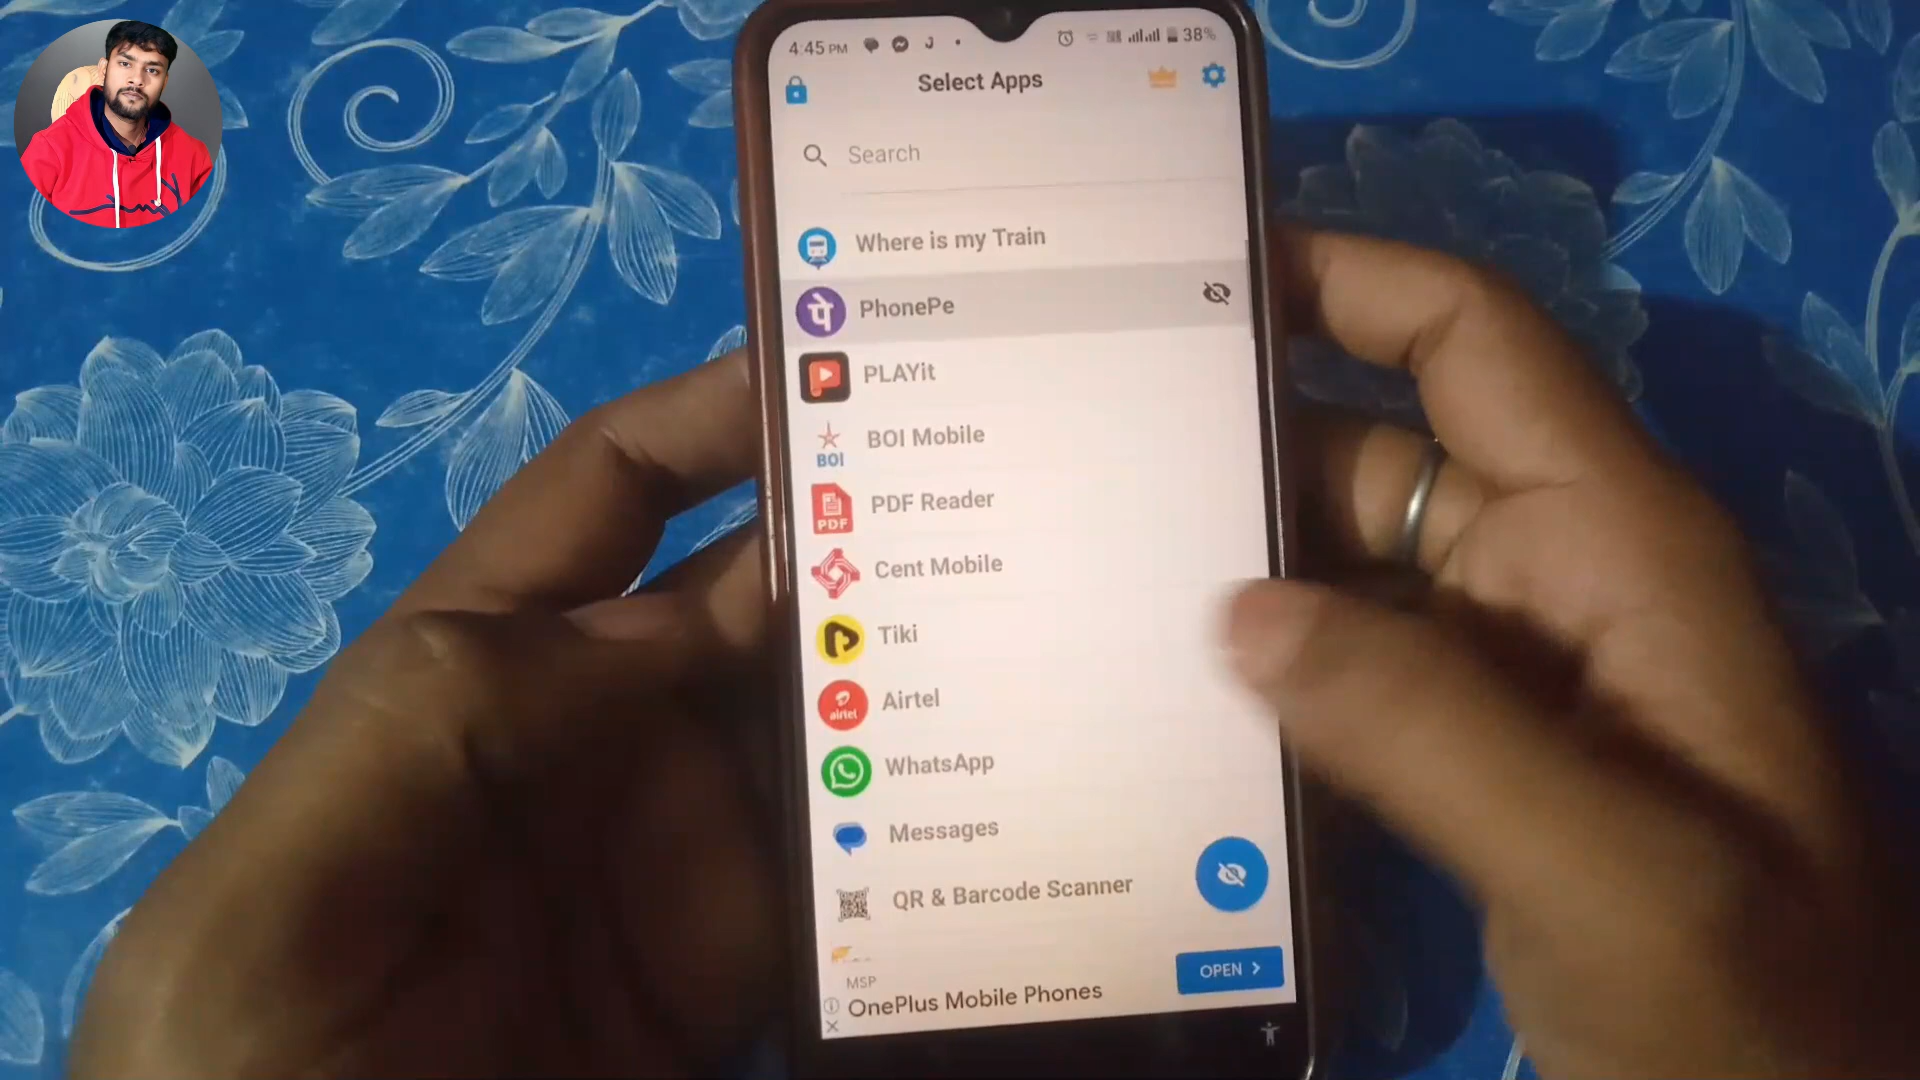 4:45 PM
38%
Select Apps
Search
Where is my Train
पे
PhonePe
PLAYit
BOI
BOI Mobile
PDF
PDF Reader
Cent Mobile
Tiki
airtel
Airtel
WhatsApp
Messages
QR & Barcode Scanner
MSP
OnePlus Mobile Phones
OPEN >